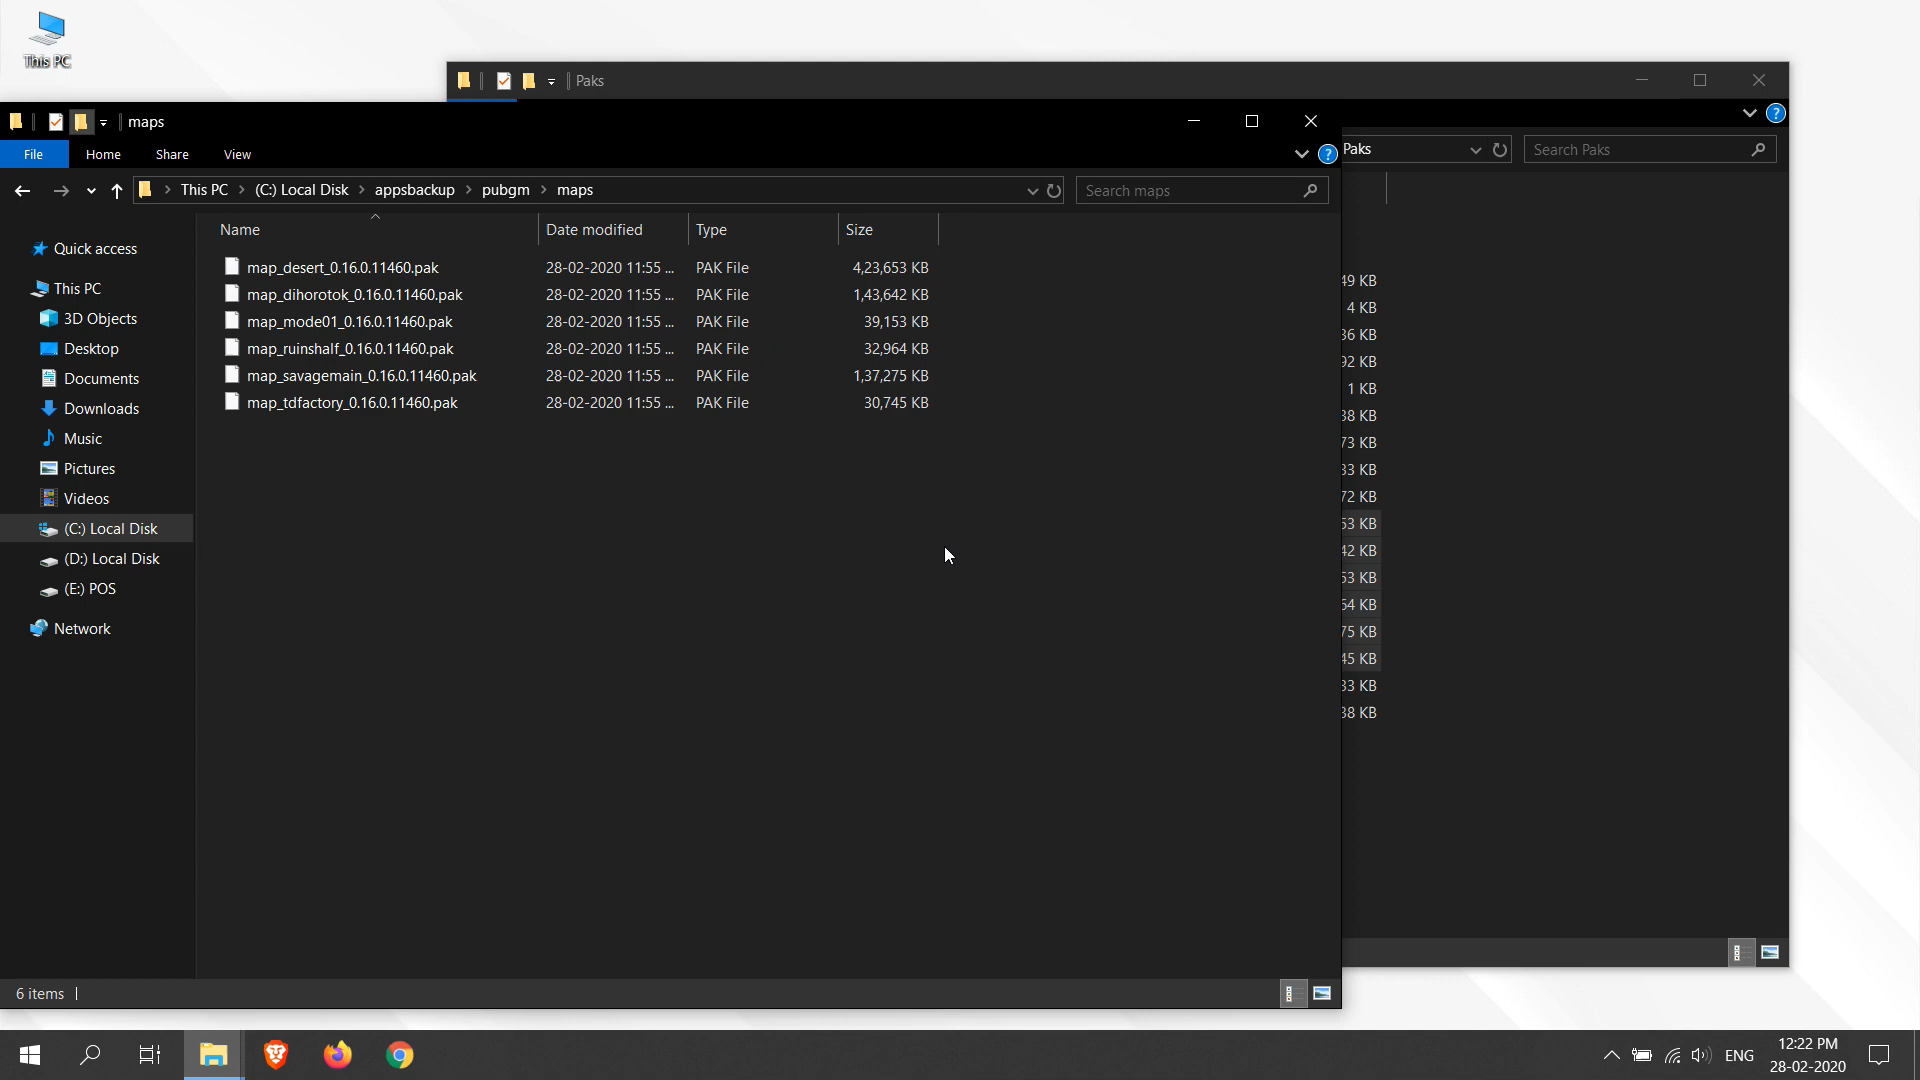 This PC
Paks
maps
File Home Share View
Paks
Search Paks
This PC (C:) Local Disk appsbackup pubgm maps
Search maps
Name Date modified Type Size
Quick access
This PC
3D Objects
Desktop
Documents
Downloads
Music
Pictures
Videos
(C:) Local Disk
(D:) Local Disk
(E:) POS
Network
map_desert_0.16.0.11460.pak 28-02-2020 11:55 ... PAK File 4,23,653 KB
map_dihorotok_0.16.0.11460.pak 28-02-2020 11:55 ... PAK File 1,43,642 KB
map_mode01_0.16.0.11460.pak 28-02-2020 11:55 ... PAK File 39,153 KB
map_ruinshalf_0.16.0.11460.pak 28-02-2020 11:55 ... PAK File 32,964 KB
map_savagemain_0.16.0.11460.pak 28-02-2020 11:55 ... PAK File 1,37,275 KB
map_tdfactory_0.16.0.11460.pak 28-02-2020 11:55 ... PAK File 30,745 KB
49 KB
4 KB
36 KB
92 KB
1 KB
38 KB
73 KB
33 KB
72 KB
53 KB
42 KB
53 KB
64 KB
75 KB
45 KB
33 KB
38 KB
6 items
ENG
12:22 PM
28-02-2020